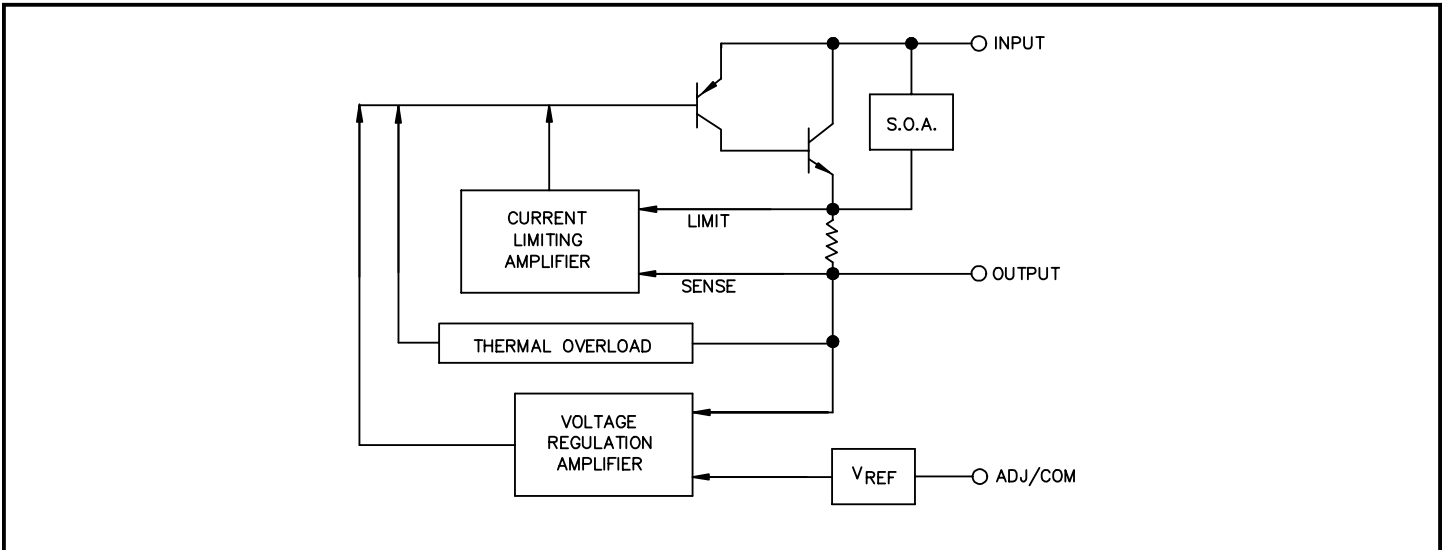 INPUT
S.O.A.
CURRENT
LIMITING
AMPLIFIER
LIMIT
SENSE
OUTPUT
THERMAL OVERLOAD
VOLTAGE
REGULATION
AMPLIFIER
VREF
ADJ/COM